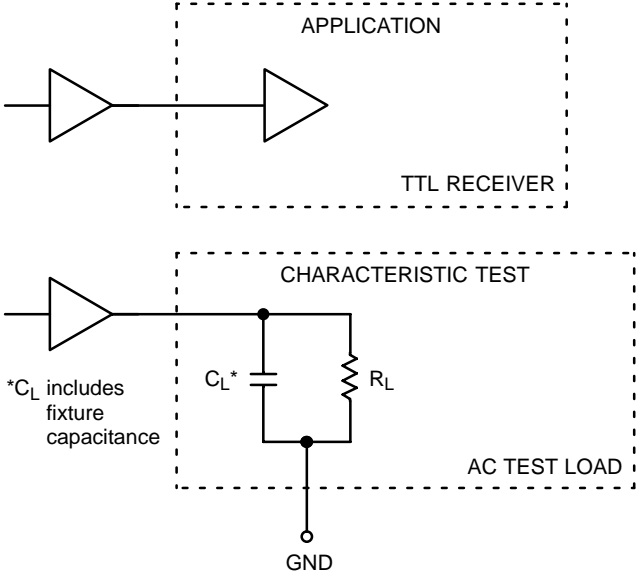 APPLICATION
TTL RECEIVER
CHARACTERISTIC TEST
*CL includes
fixture
capacitance
CL*
RL
AC TEST LOAD
GND